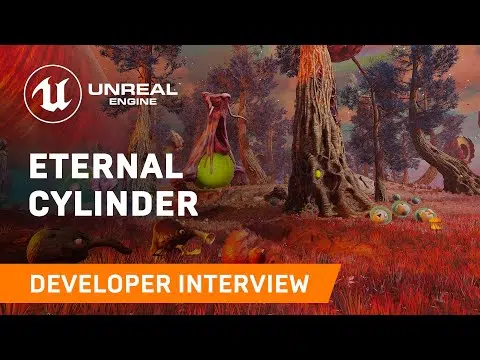 UNREAL
ENGINE
ETERNAL
CYLINDER
DEVELOPER INTERVIEW